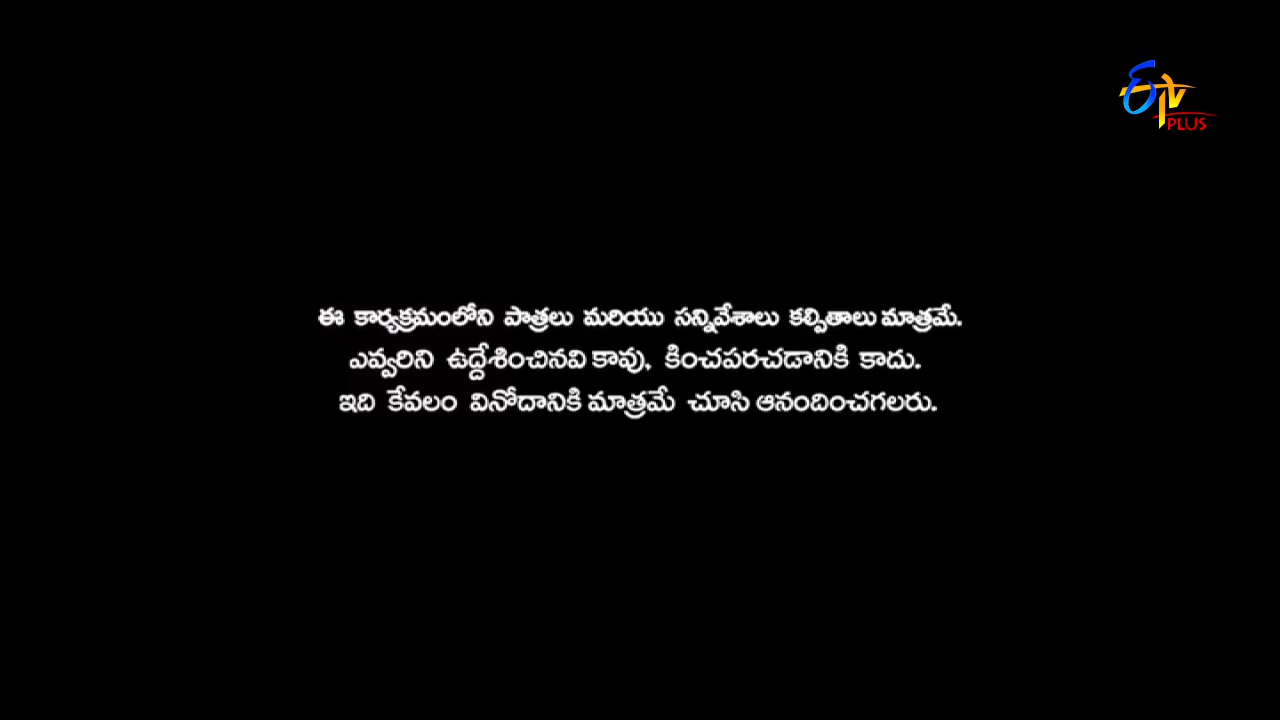 ETV
PLUS
ఈ కార్యక్రమంలోని పాత్రలు మరియు సన్నివేశాలు కల్పితాలు మాత్రమే.
ఎవ్వరిని ఉద్దేశించినవి కావు, కించపరచడానికి కాదు.
ఇది కేవలం వినోదానికి మాత్రమే చూసి ఆనందించగలరు.